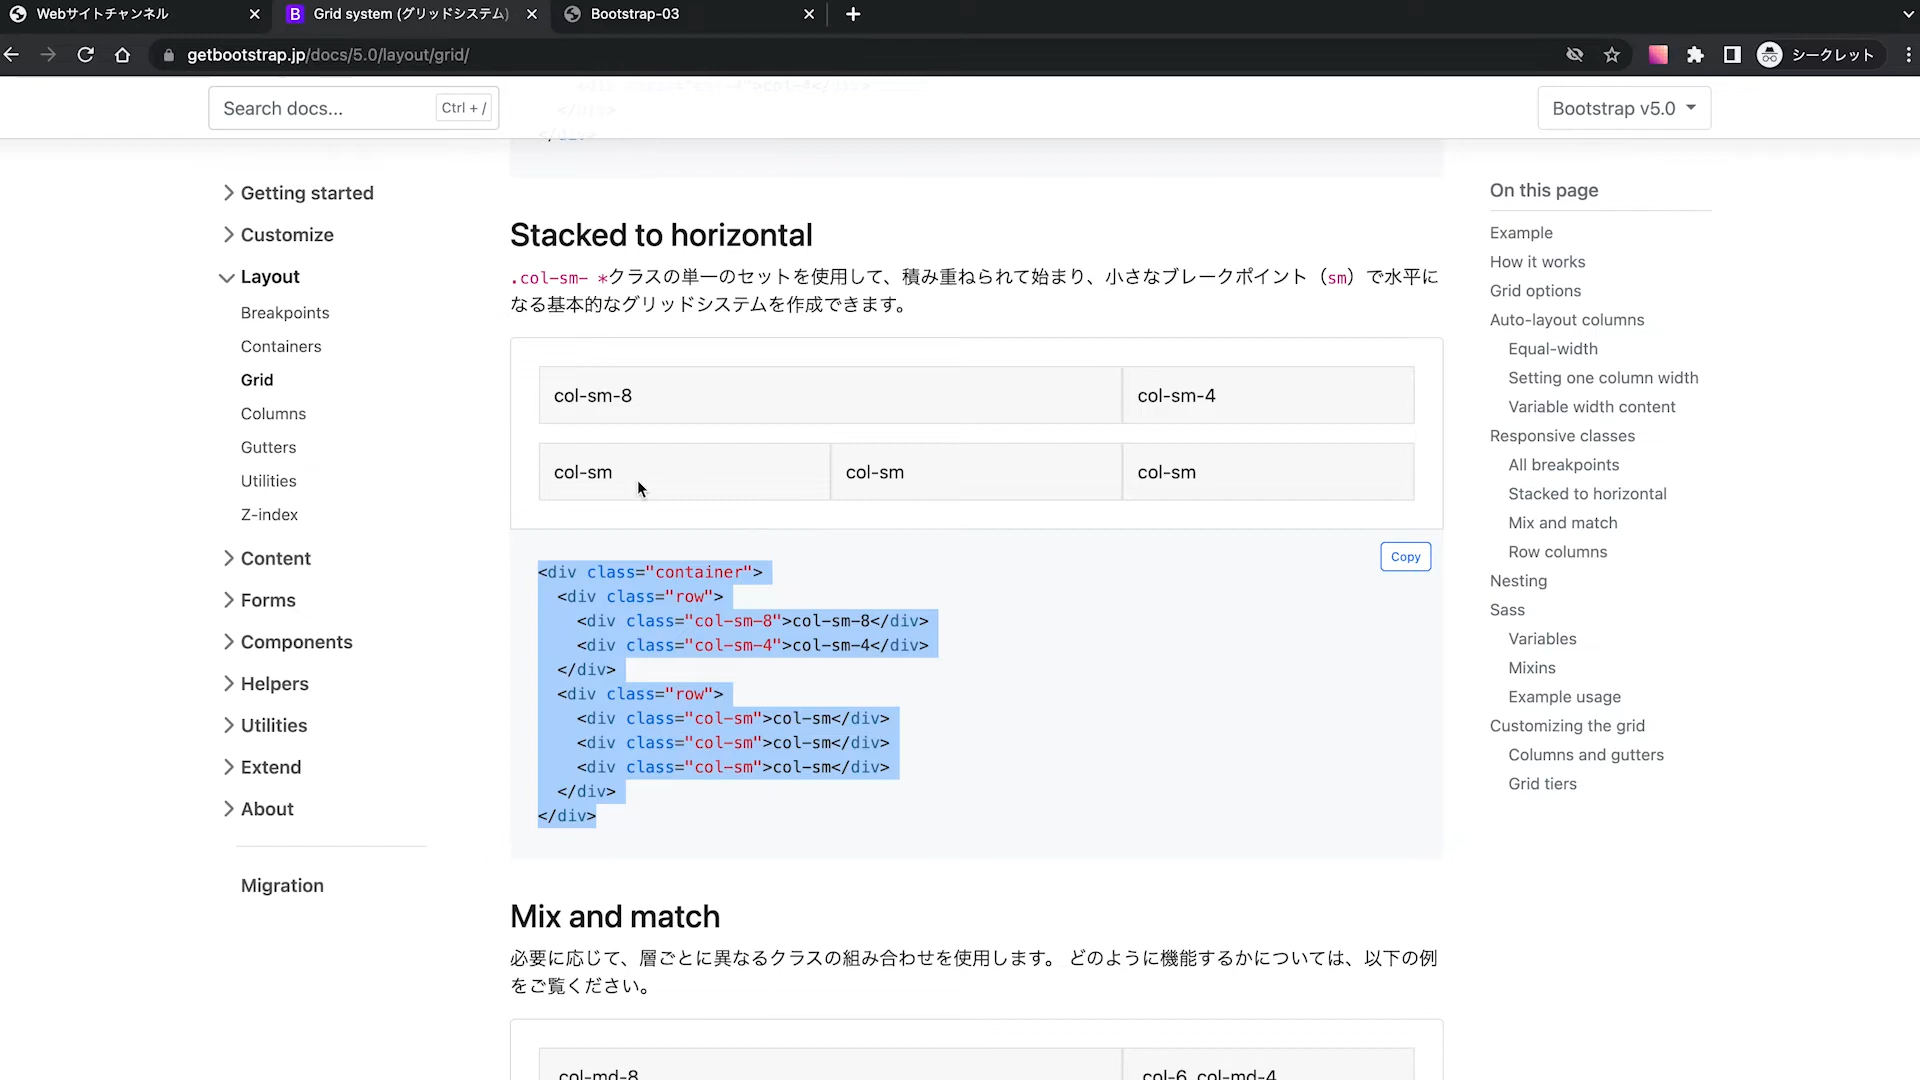 Webサイトチャンネル
Grid system (グリッドシステム)
Bootstrap-03
getbootstrap.jp/docs/5.0/layout/grid/
シークレット
Search docs...
Ctrl + /
Bootstrap v5.0
Getting started
Customize
Layout
Breakpoints
Containers
Grid
Columns
Gutters
Utilities
Z-index
Content
Forms
Components
Helpers
Utilities
Extend
About
Migration
Stacked to horizontal
.col-sm- *クラスの単一のセットを使用して、積み重ねられて始まり、小さなブレークポイント（sm）で水平に
なる基本的なグリッドシステムを作成できます。
col-sm-8
col-sm-4
col-sm
col-sm
col-sm
Copy
<div class="container">
<div class="row">
<div class="col-sm-8">col-sm-8</div>
<div class="col-sm-4">col-sm-4</div>
</div>
<div class="row">
<div class="col-sm">col-sm</div>
<div class="col-sm">col-sm</div>
<div class="col-sm">col-sm</div>
</div>
</div>
Mix and match
必要に応じて、層ごとに異なるクラスの組み合わせを使用します。 どのように機能するかについては、以下の例
をご覧ください。
col-md-8
col-6 col-md-4
On this page
Example
How it works
Grid options
Auto-layout columns
Equal-width
Setting one column width
Variable width content
Responsive classes
All breakpoints
Stacked to horizontal
Mix and match
Row columns
Nesting
Sass
Variables
Mixins
Example usage
Customizing the grid
Columns and gutters
Grid tiers